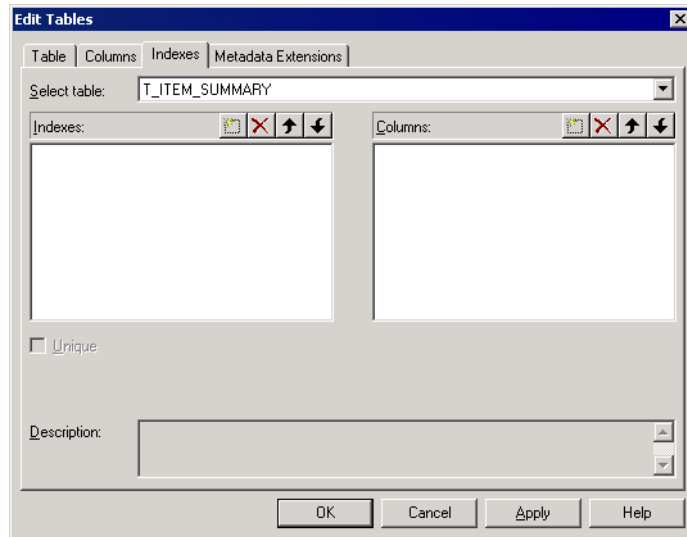 Edit Tables
Table Columns Indexes Metadata Extensions
Select table: T_ITEM_SUMMARY
Indexes: Columns:
Unique
Description:
OK Cancel Apply Help